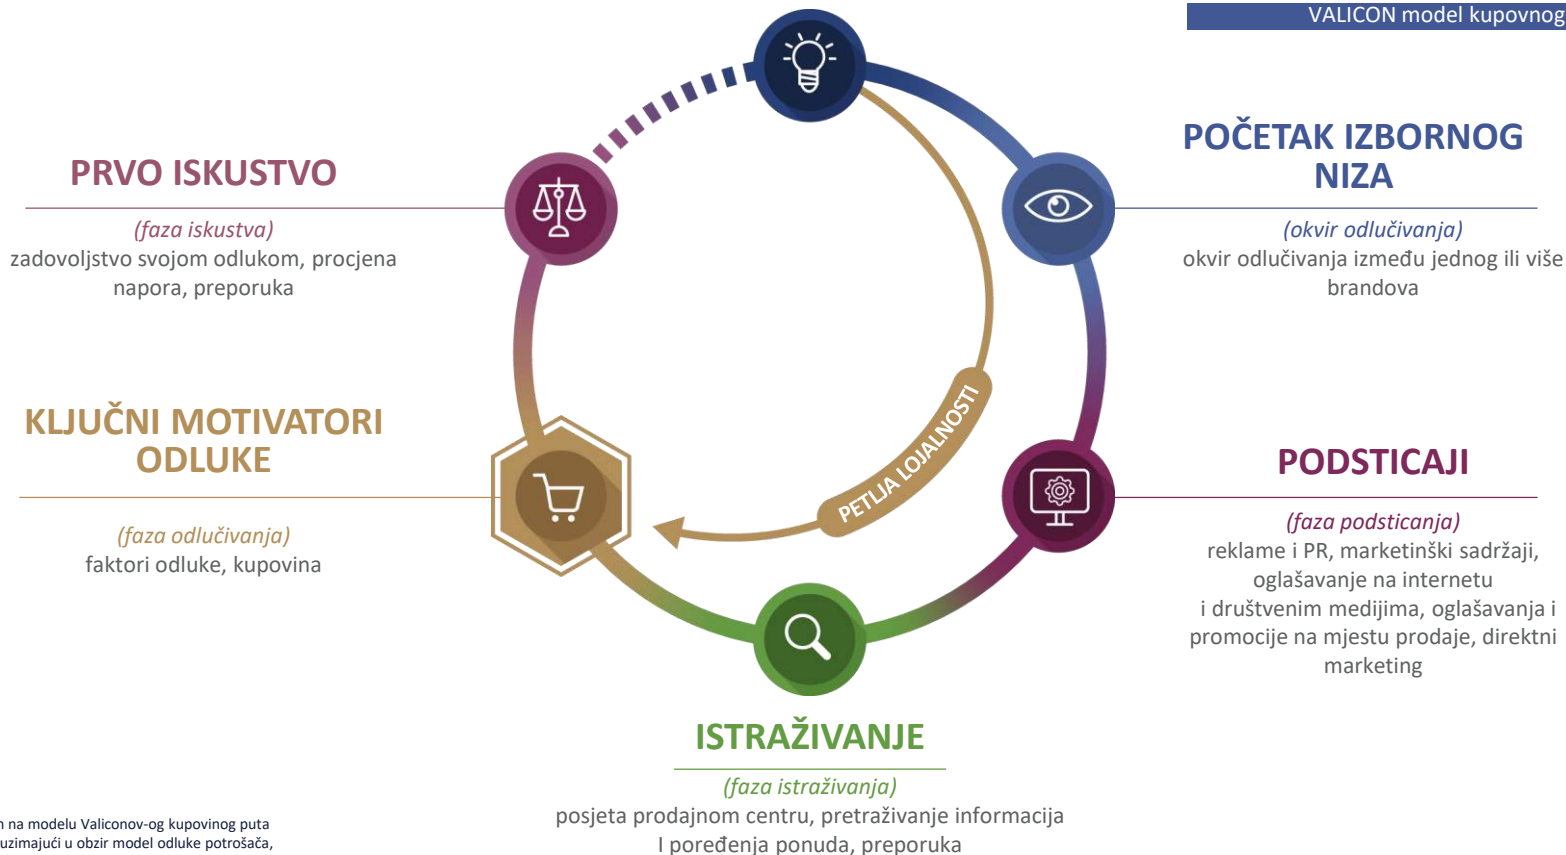 VALICON model kupovnog
POČETAK IZBORNOG
NIZA
(okvir odlučivanja)
okvir odlučivanja između jednog ili više
brandova
PODSTICAJI
(faza podsticanja)
reklame i PR, marketinški sadržaji,
oglašavanje na internetu
i društvenim medijima, oglašavanja i
promocije na mjestu prodaje, direktni
marketing
ISTRAŽIVANJE
(faza istraživanja)
posjeta prodajnom centru, pretraživanje informacija
I poređenja ponuda, preporuka
KLJUČNI MOTIVATORI
ODLUKE
(faza odlučivanja)
faktori odluke, kupovina
PRVO ISKUSTVO
(faza iskustva)
zadovoljstvo svojom odlukom, procjena
napora, preporuka
PETLJA LOJALNOSTI
na modelu Valiconov-og kupovinog puta
uzimajući u obzir model odluke potrošača,